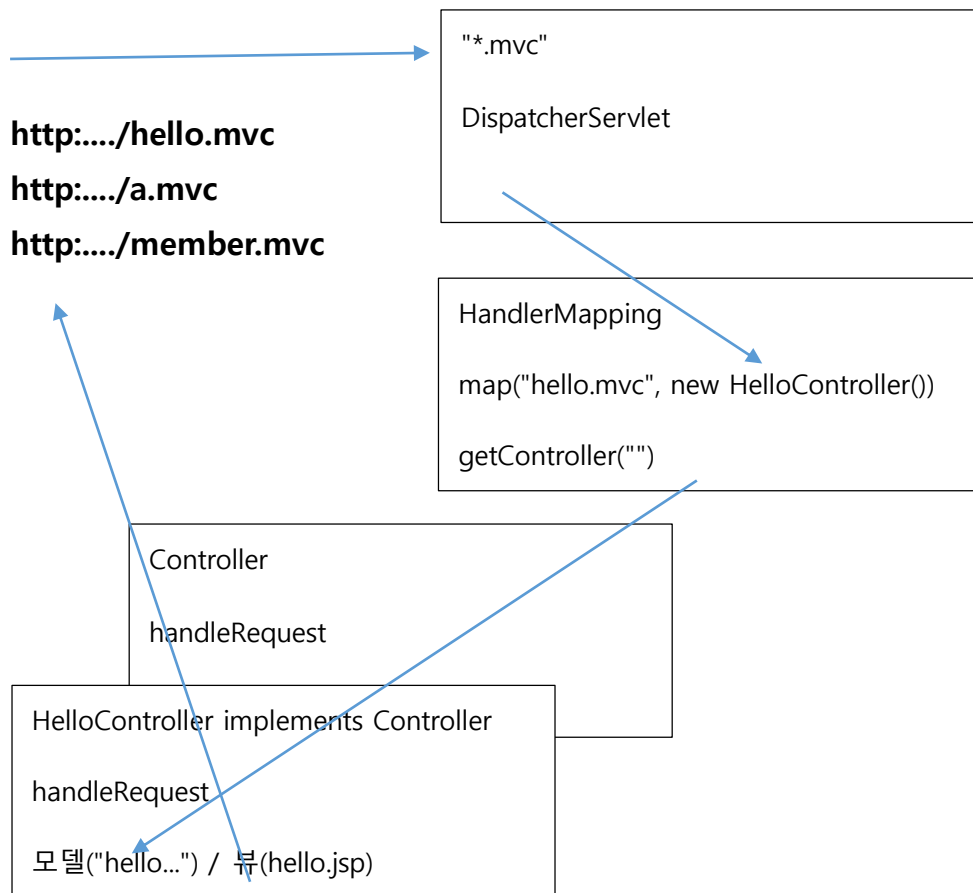 "*.mvc"
DispatcherServlet
http:..../hello.mvc
http:..../a.mvc
http:..../member.mvc
HandlerMapping
map("hello.mvc", new HelloController())
getController("")
Controller
handleRequest
HelloController implements Controller
handleRequest
모델("hello...") / 뷰(hello.jsp)